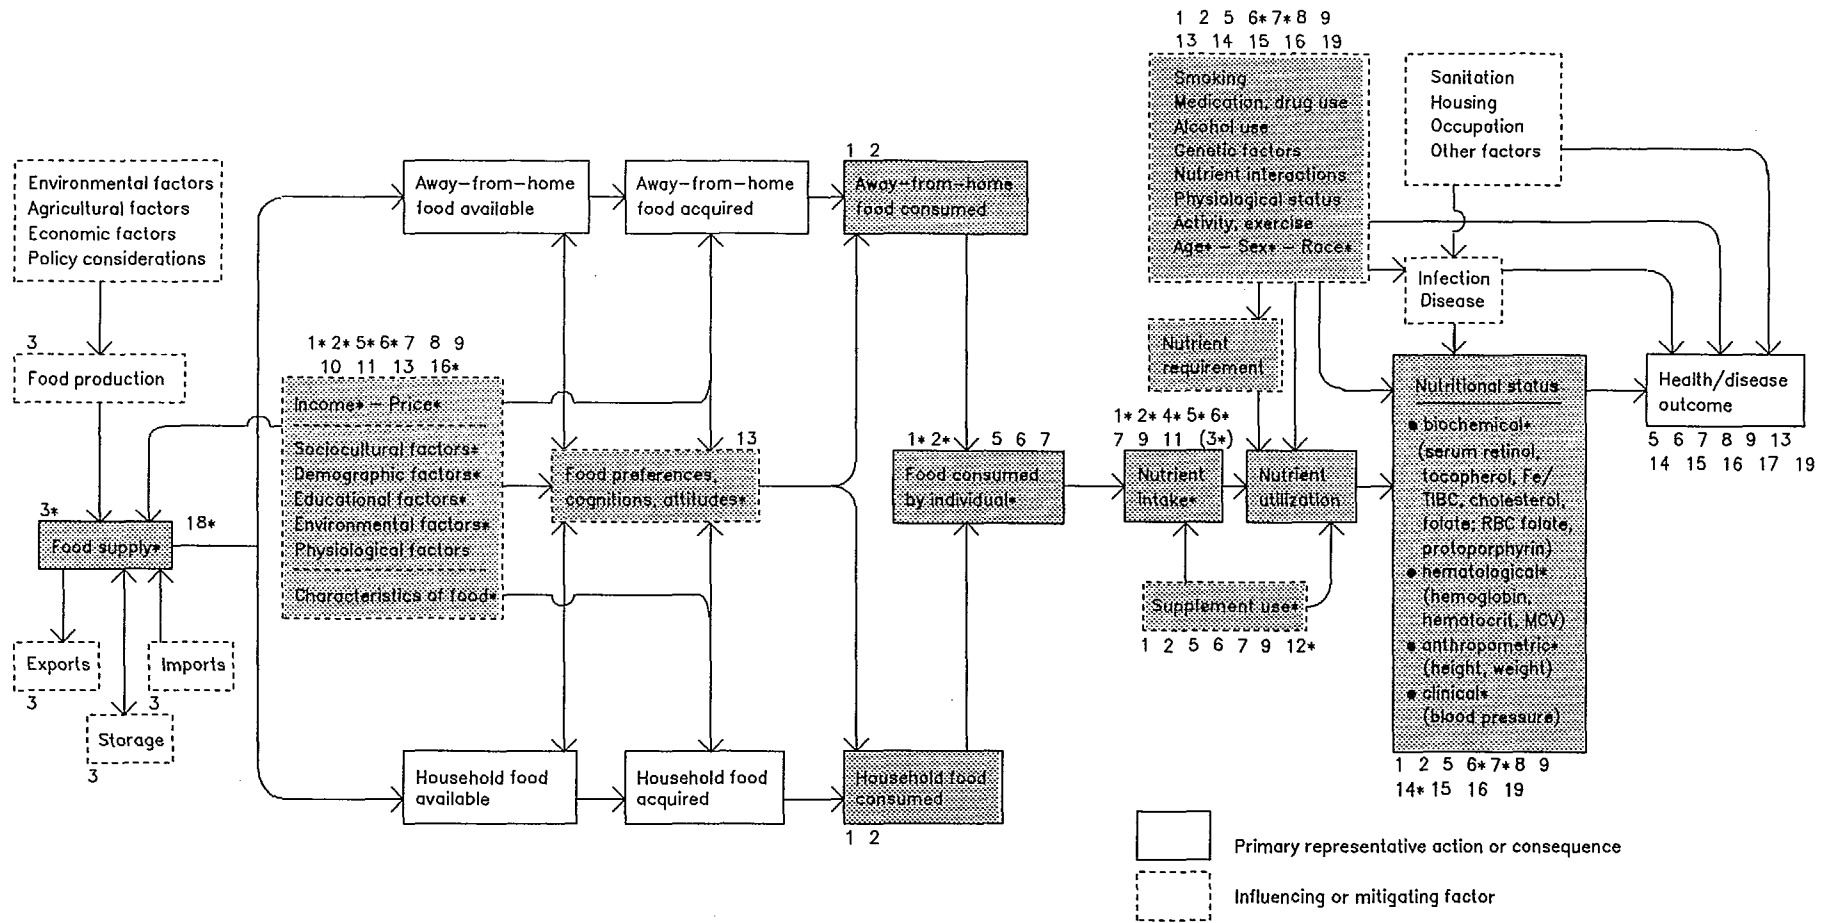 1 2 5 6* 7* 8 9
13 14 15 16 19
Smoking
Medication, drug use
Alcohol use
Genetic factors
Nutrient interactions
Physiological status
Activity, exercise
Age* – Sex* – Race*
Sanitation
Housing
Occupation
Other factors
Environmental factors
Agricultural factors
Economic factors
Policy considerations
Away–from–home
food available
Away–from–home
food acquired
1 2
Away–from–home
food consumed
Infection
Disease
3
Food production
1* 2* 5* 6* 7 8 9
10 11 13 16*
Income* – Price*
Sociocultural factors*
Demographic factors*
Educational factors*
Environmental factors*
Physiological factors
Characteristics of food*
13
Food preferences,
cognitions, attitudes*
1* 2* 5 6 7
Food consumed
by individual*
Nutrient
requirement
1* 2* 4* 5* 6*
7 9 11 (3*)
Nutrient
Intake*
Nutrient
utilization
Supplement use*
1 2 5 6 7 9 12*
Nutritional status
● biochemical*
(serum retinol,
tocopherol, Fe/
TIBC, cholesterol,
folate; RBC folate,
protoporphyrin)
● hematological*
(hemoglobin,
hematocrit, MCV)
● anthropometric*
(height, weight)
● clinical*
(blood pressure)
1 2 5 6* 7* 8 9
14* 15 16 19
Health/disease
outcome
5 6 7 8 9 13
14 15 16 17 19
3*
18*
Food supply*
Exports
3
Imports
3
Storage
3
Household food
available
Household food
acquired
Household food
consumed
1 2
Primary representative action or consequence
Influencing or mitigating factor